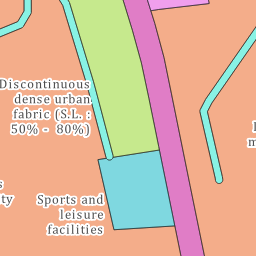 Discontinuous
dense urban
fabric (S.L. :
50% - 80%)
Sports and
leisure
facilities